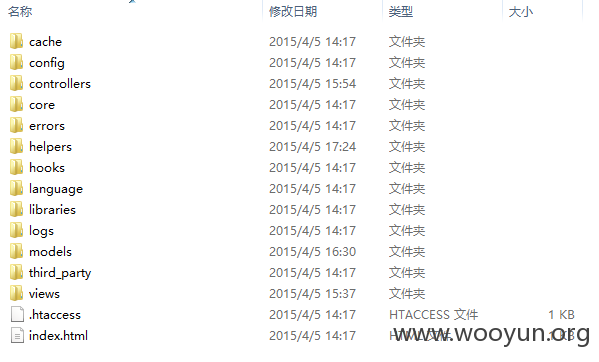 名称 修改日期 类型 大小
cache 2015/4/5 14:17 文件夹
config 2015/4/5 14:17 文件夹
controllers 2015/4/5 15:54 文件夹
core 2015/4/5 14:17 文件夹
errors 2015/4/5 14:17 文件夹
helpers 2015/4/5 17:24 文件夹
hooks 2015/4/5 14:17 文件夹
language 2015/4/5 14:17 文件夹
libraries 2015/4/5 14:17 文件夹
logs 2015/4/5 14:17 文件夹
models 2015/4/5 16:30 文件夹
third_party 2015/4/5 14:17 文件夹
views 2015/4/5 15:37 文件夹
.htaccess 2015/4/5 14:17 HTACCESS 文件 1 KB
index.html 2015/4/5 14:17 HTML 文件 1 KB
www.wooyun.org